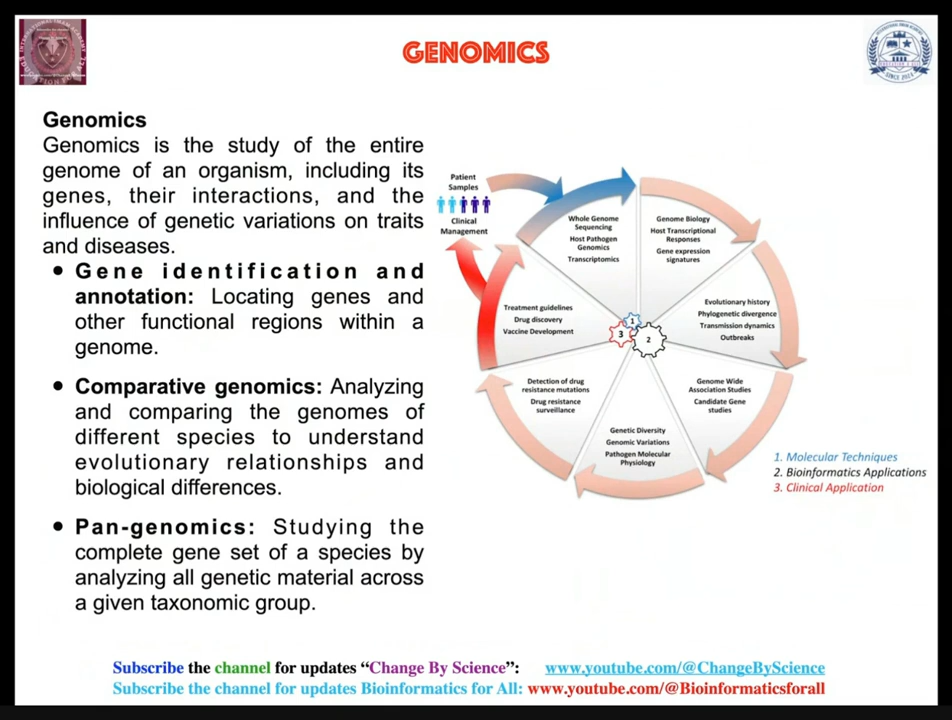 GENOMICS
Genomics
Genomics is the study of the entire
genome of an organism, including its
genes, their interactions, and the
influence of genetic variations on traits
and diseases.
• Gene identification and
annotation: Locating genes and
other functional regions within a
genome.
• Comparative genomics: Analyzing
and comparing the genomes of
different species to understand
evolutionary relationships and
biological differences.
• Pan-genomics: Studying the
complete gene set of a species by
analyzing all genetic material across
a given taxonomic group.
Patient
Samples
Clinical
Management
Whole Genome
Sequencing
Host Pathogen
Genomics
Transcriptomics
Genome Biology
Host Transcriptional
Responses
Gene expression
signatures
Evolutionary history
Phylogenetic divergence
Transmission dynamics
Outbreaks
Genome Wide
Association Studies
Candidate Gene
studies
Genetic Diversity
Genomic Variations
Pathogen Molecular
Physiology
Detection of drug
resistance mutations
Drug resistance
surveillance
Treatment guidelines
Drug discovery
Vaccine Development
1
2
3
1. Molecular Techniques
2. Bioinformatics Applications
3. Clinical Application
Subscribe the channel for updates “Change By Science”: www.youtube.com/@ChangeByScience
Subscribe the channel for updates Bioinformatics for All: www.youtube.com/@Bioinformaticsforall